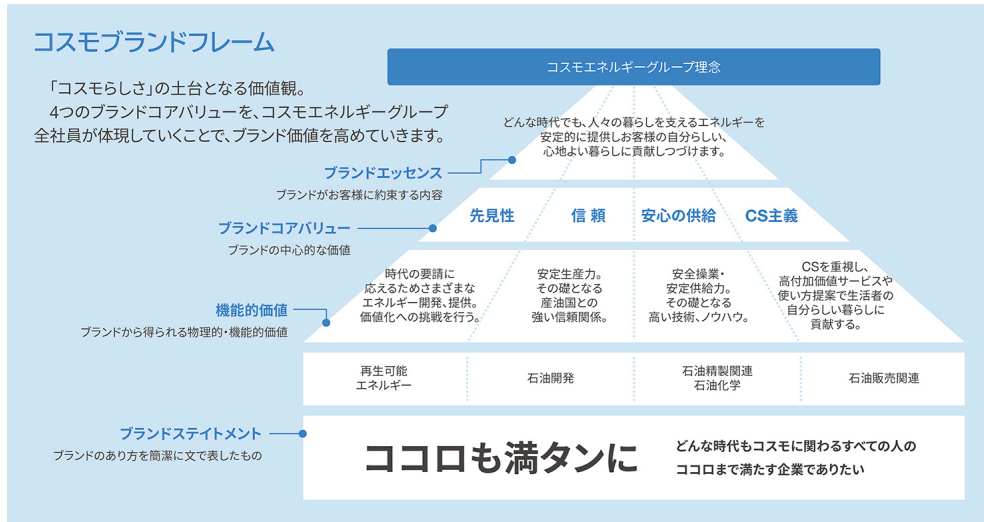 コスモブランドフレーム
「コスモらしさ」の土台となる価値観。
4つのブランドコアバリューを、コスモエネルギーグループ
全社員が体現していくことで、ブランド価値を高めていきます。
コスモエネルギーグループ理念
どんな時代でも、人々の暮らしを支えるエネルギーを
安定的に提供しお客様の自分らしい、
心地よい暮らしに貢献しつづけます。
ブランドエッセンス
ブランドがお客様に約束する内容
先見性
信 頼
安心の供給
CS主義
ブランドコアバリュー
ブランドの中心的な価値
時代の要請に
応えるためさまざまな
エネルギー開発、提供。
価値化への挑戦を行う。
安定生産力。
その礎となる
産油国との
強い信頼関係。
安全操業・
安定供給力。
その礎となる
高い技術、ノウハウ。
CSを重視し、
高付加価値サービスや
使い方提案で生活者の
自分らしい暮らしに
貢献する。
機能的価値
ブランドから得られる物理的・機能的価値
再生可能
エネルギー
石油開発
石油精製関連
石油化学
石油販売関連
ブランドステイトメント
ブランドのあり方を簡潔に文で表したもの
ココロも満タンに
どんな時代もコスモに関わるすべての人の
ココロまで満たす企業でありたい